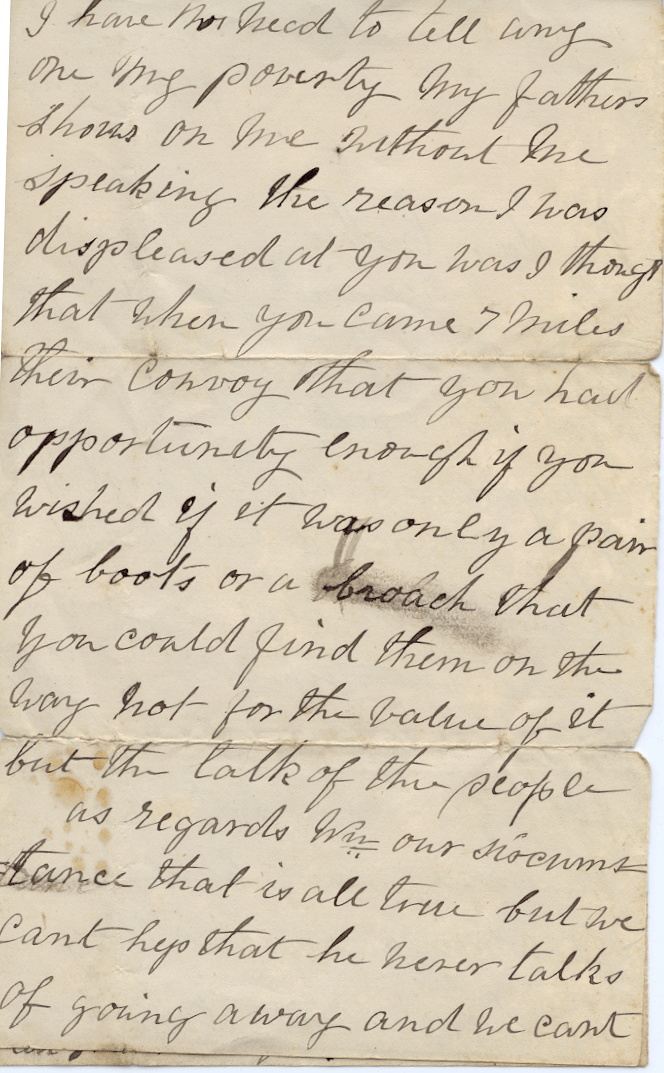 I have no need to tell any
one my poverty my fathers
shows on me without me
speaking the reason I was
displeased at you was I thougt
that when you came 7 miles
their convoy that you had
opportunity enough if you
wished if it was only a pair
of boots or a broach that
you could find them on the
way not for the value of it
but the talk of the people
as regards Wm our siscums
tance that is all true but we
cant hep that he never talks
of going away and we cant